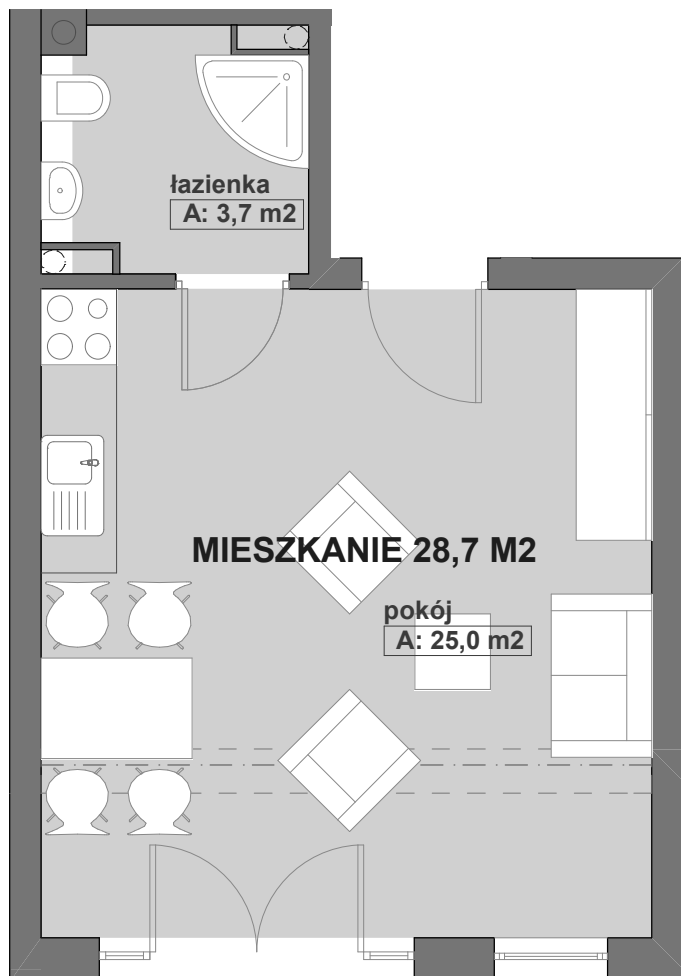 łazienka
A: 3,7 m2
MIESZKANIE 28,7 M2
pokój
A: 25,0 m2